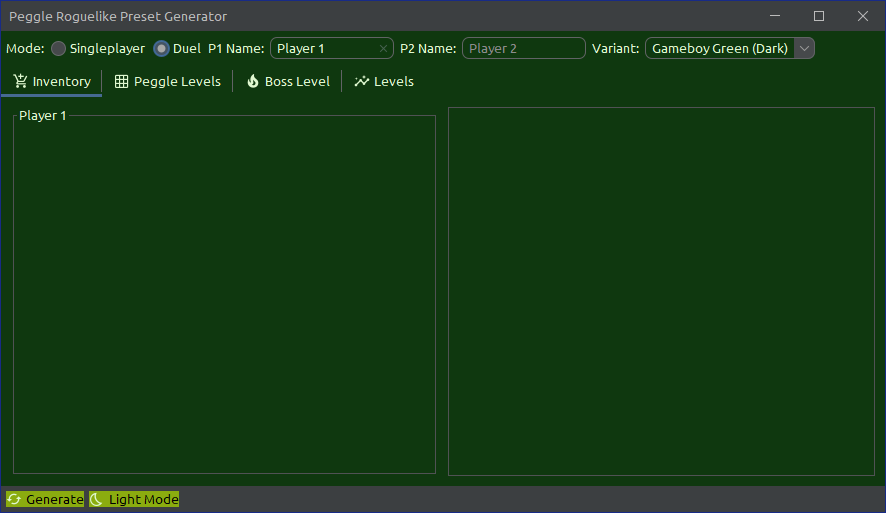 Peggle Roguelike Preset Generator
Mode: Singleplayer Duel P1 Name: Player 1 P2 Name: Player 2 Variant: Gameboy Green (Dark)
Inventory Peggle Levels Boss Level Levels
Player 1
Generate Light Mode